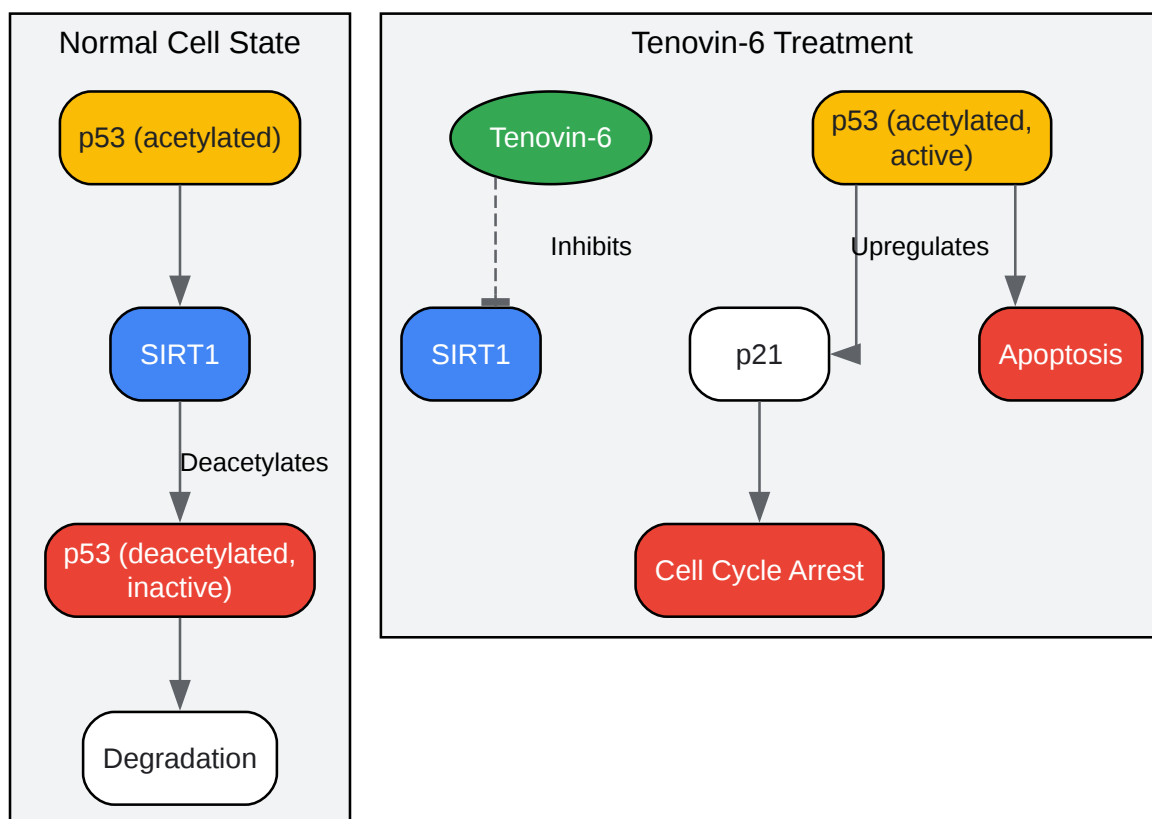 Normal Cell State
p53 (acetylated)
SIRT1
Deacetylates
p53 (deacetylated,
inactive)
Degradation
Tenovin-6 Treatment
Tenovin-6
p53 (acetylated,
active)
Inhibits
Upregulates
SIRT1
p21
Apoptosis
Cell Cycle Arrest